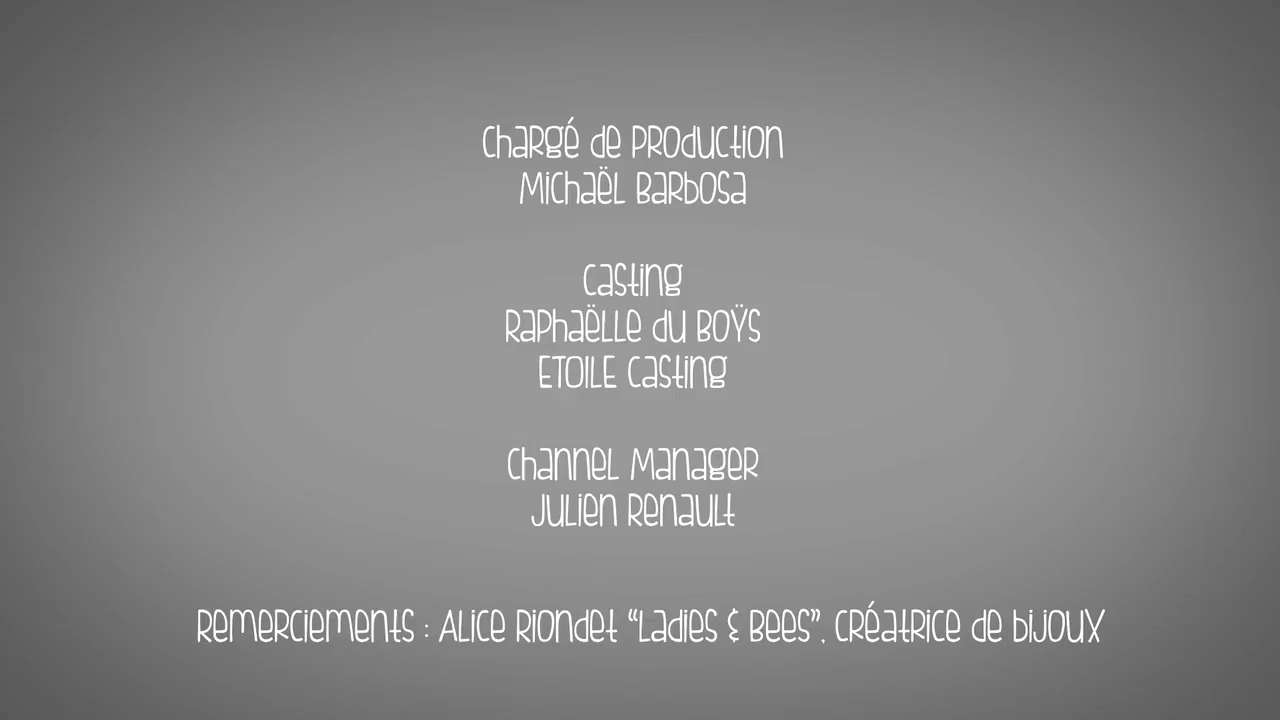 Chargé de Production
Michaël Barbosa
Casting
Raphaëlle du Boÿs
ETOILE Casting
Channel Manager
Julien Renault
Remerciements : Alice Riondet “Ladies & Bees”, créatrice de bijoux